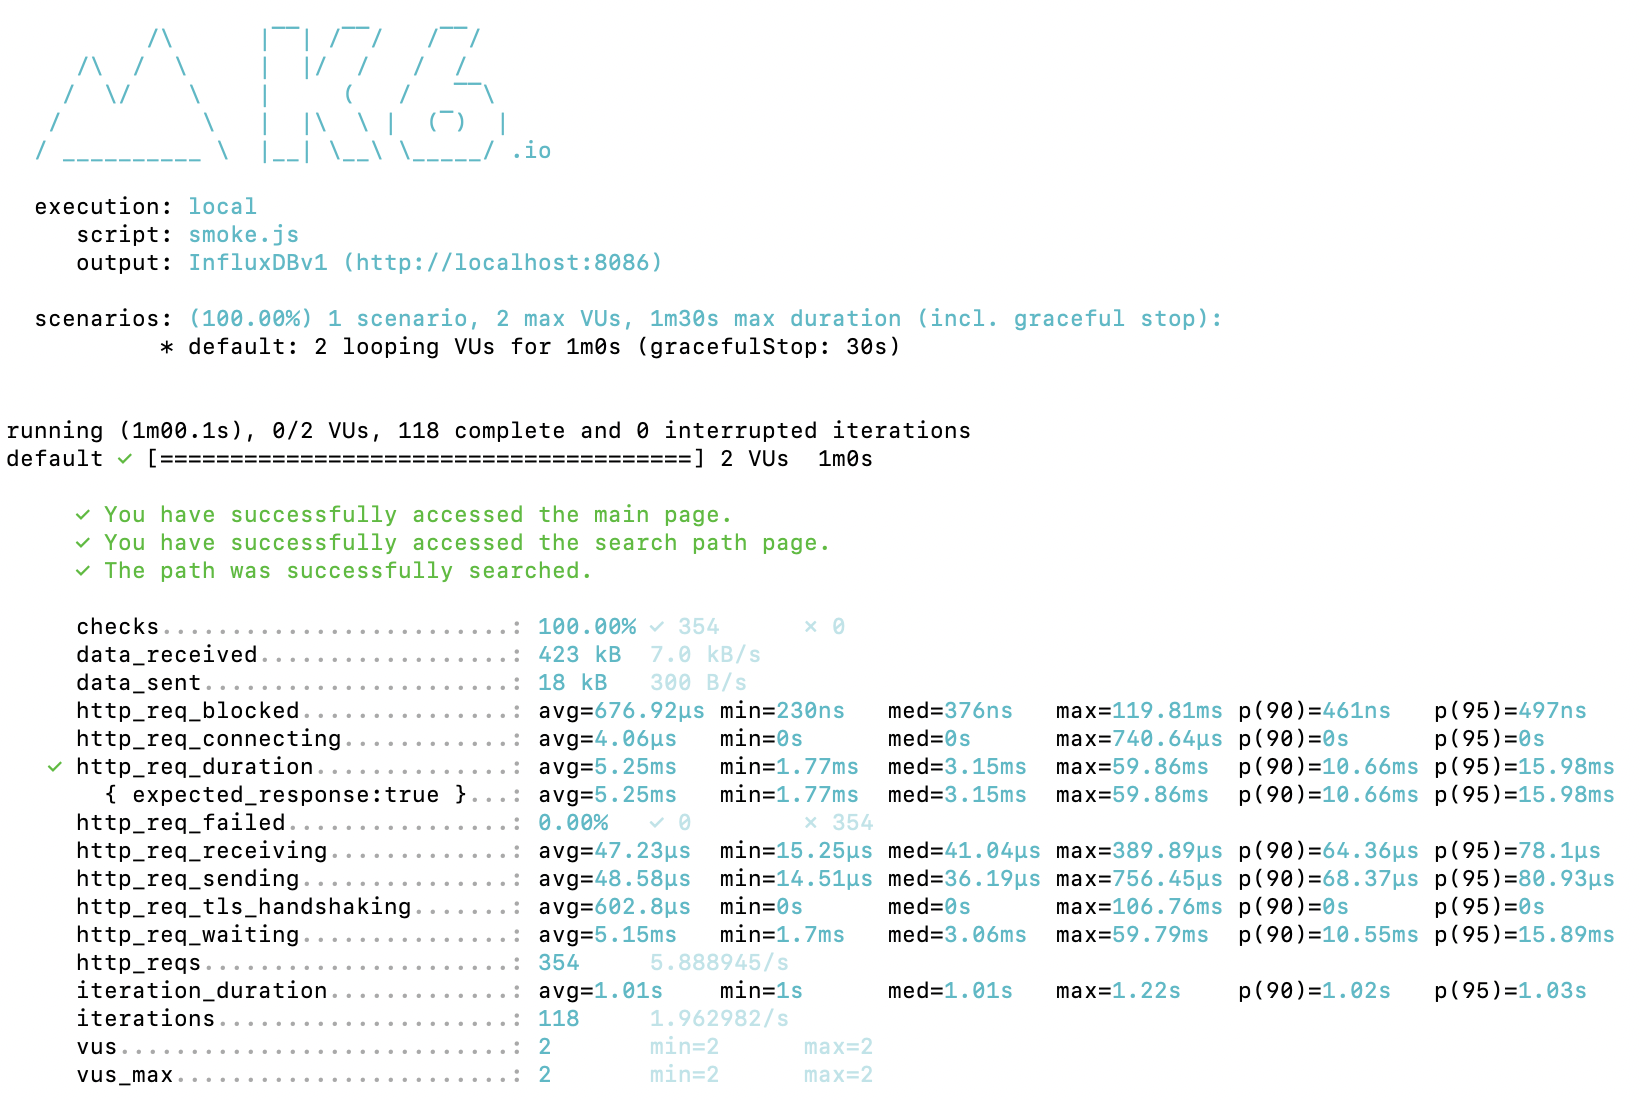 /\      |‾‾| /‾‾/   /‾‾/
     /\  /  \     |  |/  /   /  /
    /  \/    \    |     (   /   ‾‾\
   /          \   |  |\  \ |  (‾)  |
  / __________ \  |__| \__\ \_____/ .io
execution: local
script: smoke.js
output: InfluxDBv1 (http://localhost:8086)
scenarios: (100.00%) 1 scenario, 2 max VUs, 1m30s max duration (incl. graceful stop):
* default: 2 looping VUs for 1m0s (gracefulStop: 30s)
running (1m00.1s), 0/2 VUs, 118 complete and 0 interrupted iterations
default ✓ [======================================] 2 VUs  1m0s
✓ You have successfully accessed the main page.
✓ You have successfully accessed the search path page.
✓ The path was successfully searched.
checks.........................: 100.00% ✓ 354      ✗ 0
data_received..................: 423 kB  7.0 kB/s
data_sent......................: 18 kB   300 B/s
http_req_blocked...............: avg=676.92µs min=230ns   med=376ns   max=119.81ms p(90)=461ns   p(95)=497ns
http_req_connecting............: avg=4.06µs   min=0s      med=0s      max=740.64µs p(90)=0s      p(95)=0s
✓ http_req_duration..............: avg=5.25ms   min=1.77ms  med=3.15ms  max=59.86ms  p(90)=10.66ms p(95)=15.98ms
{ expected_response:true }...: avg=5.25ms   min=1.77ms  med=3.15ms  max=59.86ms  p(90)=10.66ms p(95)=15.98ms
http_req_failed................: 0.00%   ✓ 0        ✗ 354
http_req_receiving.............: avg=47.23µs  min=15.25µs med=41.04µs max=389.89µs p(90)=64.36µs p(95)=78.1µs
http_req_sending...............: avg=48.58µs  min=14.51µs med=36.19µs max=756.45µs p(90)=68.37µs p(95)=80.93µs
http_req_tls_handshaking.......: avg=602.8µs  min=0s      med=0s      max=106.76ms p(90)=0s      p(95)=0s
http_req_waiting...............: avg=5.15ms   min=1.7ms   med=3.06ms  max=59.79ms  p(90)=10.55ms p(95)=15.89ms
http_reqs......................: 354     5.888945/s
iteration_duration.............: avg=1.01s    min=1s      med=1.01s   max=1.22s    p(90)=1.02s   p(95)=1.03s
iterations.....................: 118     1.962982/s
vus............................: 2       min=2      max=2
vus_max........................: 2       min=2      max=2